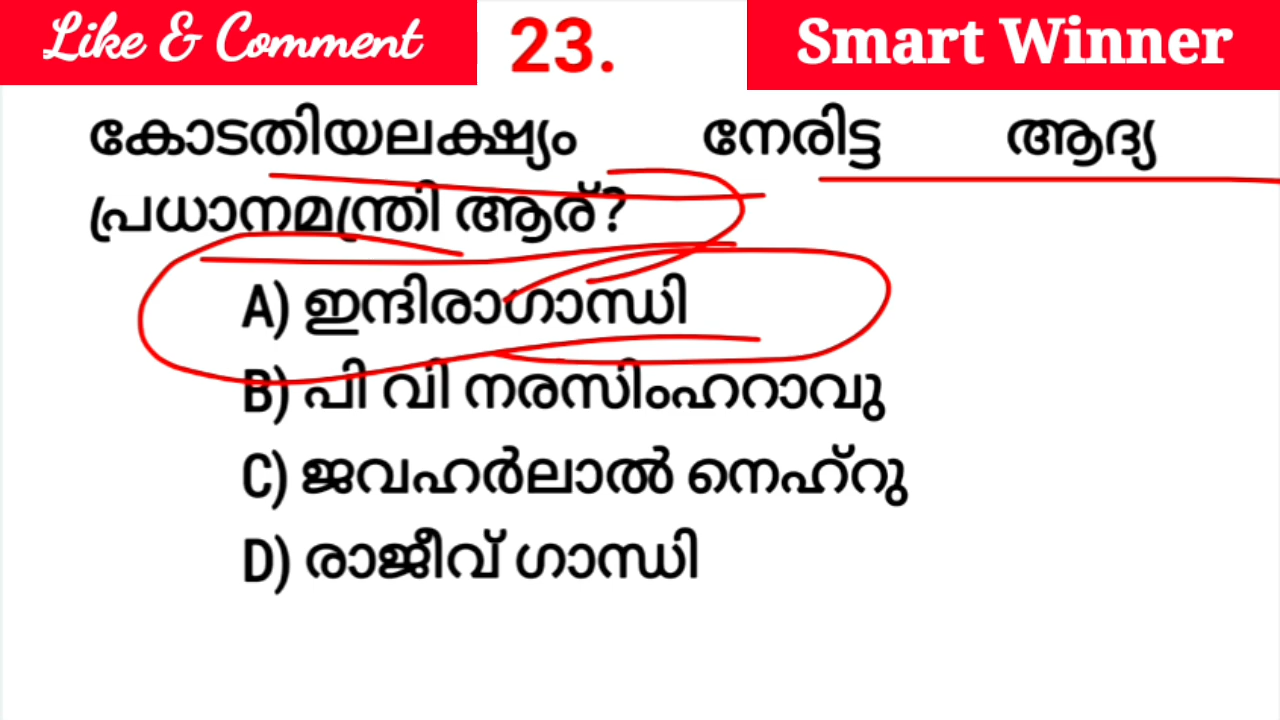 Like & Comment 23. Smart Winner
കോടതിയലക്ഷ്യം നേരിട്ട ആദ്യ
പ്രധാനമന്ത്രി ആര്?
A) ഇന്ദിരാഗാന്ധി
B) പി വി നരസിംഹറാവു
C) ജവഹർലാൽ നെഹ്റു
D) രാജീവ് ഗാന്ധി